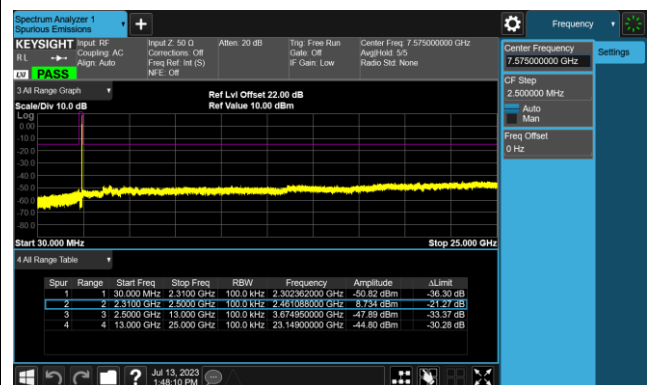 Spectrum Analyzer 1
Spurious Emissions
Frequency
KEYSIGHT
RL
PASS
Input: RF
Coupling: AC
Align: Auto
Input Z: 50 Ω
Corrections: Off
Freq Ref: Int (S)
NFE: Off
Atten: 20 dB
Trig: Free Run
Gate: Off
IF Gain: Low
Center Freq: 7.575000000 GHz
Avg|Hold: 5/5
Radio Std: None
Center Frequency
7.575000000 GHz
Settings
CF Step
2.500000 MHz
Auto
Man
Freq Offset
0 Hz
3 All Range Graph
Scale/Div 10.0 dB
Ref Lvl Offset 22.00 dB
Ref Value 10.00 dBm
Log
0.00
-10.0
-20.0
-30.0
-40.0
-50.0
-60.0
-70.0
-80.0
Start 30.000 MHz
Stop 25.000 GHz
4 All Range Table
Spur Range Start Freq Stop Freq RBW Frequency Amplitude ΔLimit
1 1 30.000 MHz 2.3100 GHz 100.0 kHz 2.302362000 GHz -50.82 dBm -36.30 dB
2 2 2.3100 GHz 2.5000 GHz 100.0 kHz 2.461088000 GHz 8.734 dBm -21.27 dB
3 3 2.5000 GHz 13.000 GHz 100.0 kHz 3.674950000 GHz -47.89 dBm -33.37 dB
4 4 13.000 GHz 25.000 GHz 100.0 kHz 23.14900000 GHz -44.80 dBm -30.28 dB
?
Jul 13, 2023
1:48:10 PM